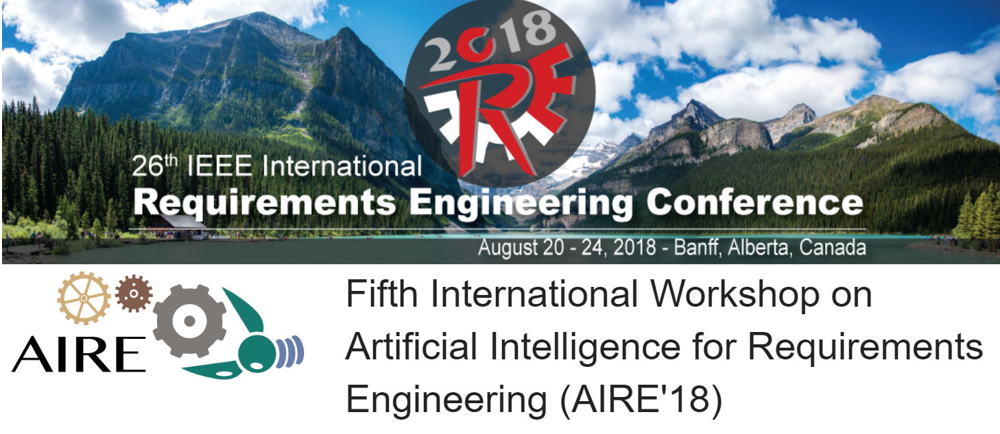 2018
RE
26th IEEE International
Requirements Engineering Conference
August 20 - 24, 2018 - Banff, Alberta, Canada
AIRE
Fifth International Workshop on
Artificial Intelligence for Requirements
Engineering (AIRE'18)